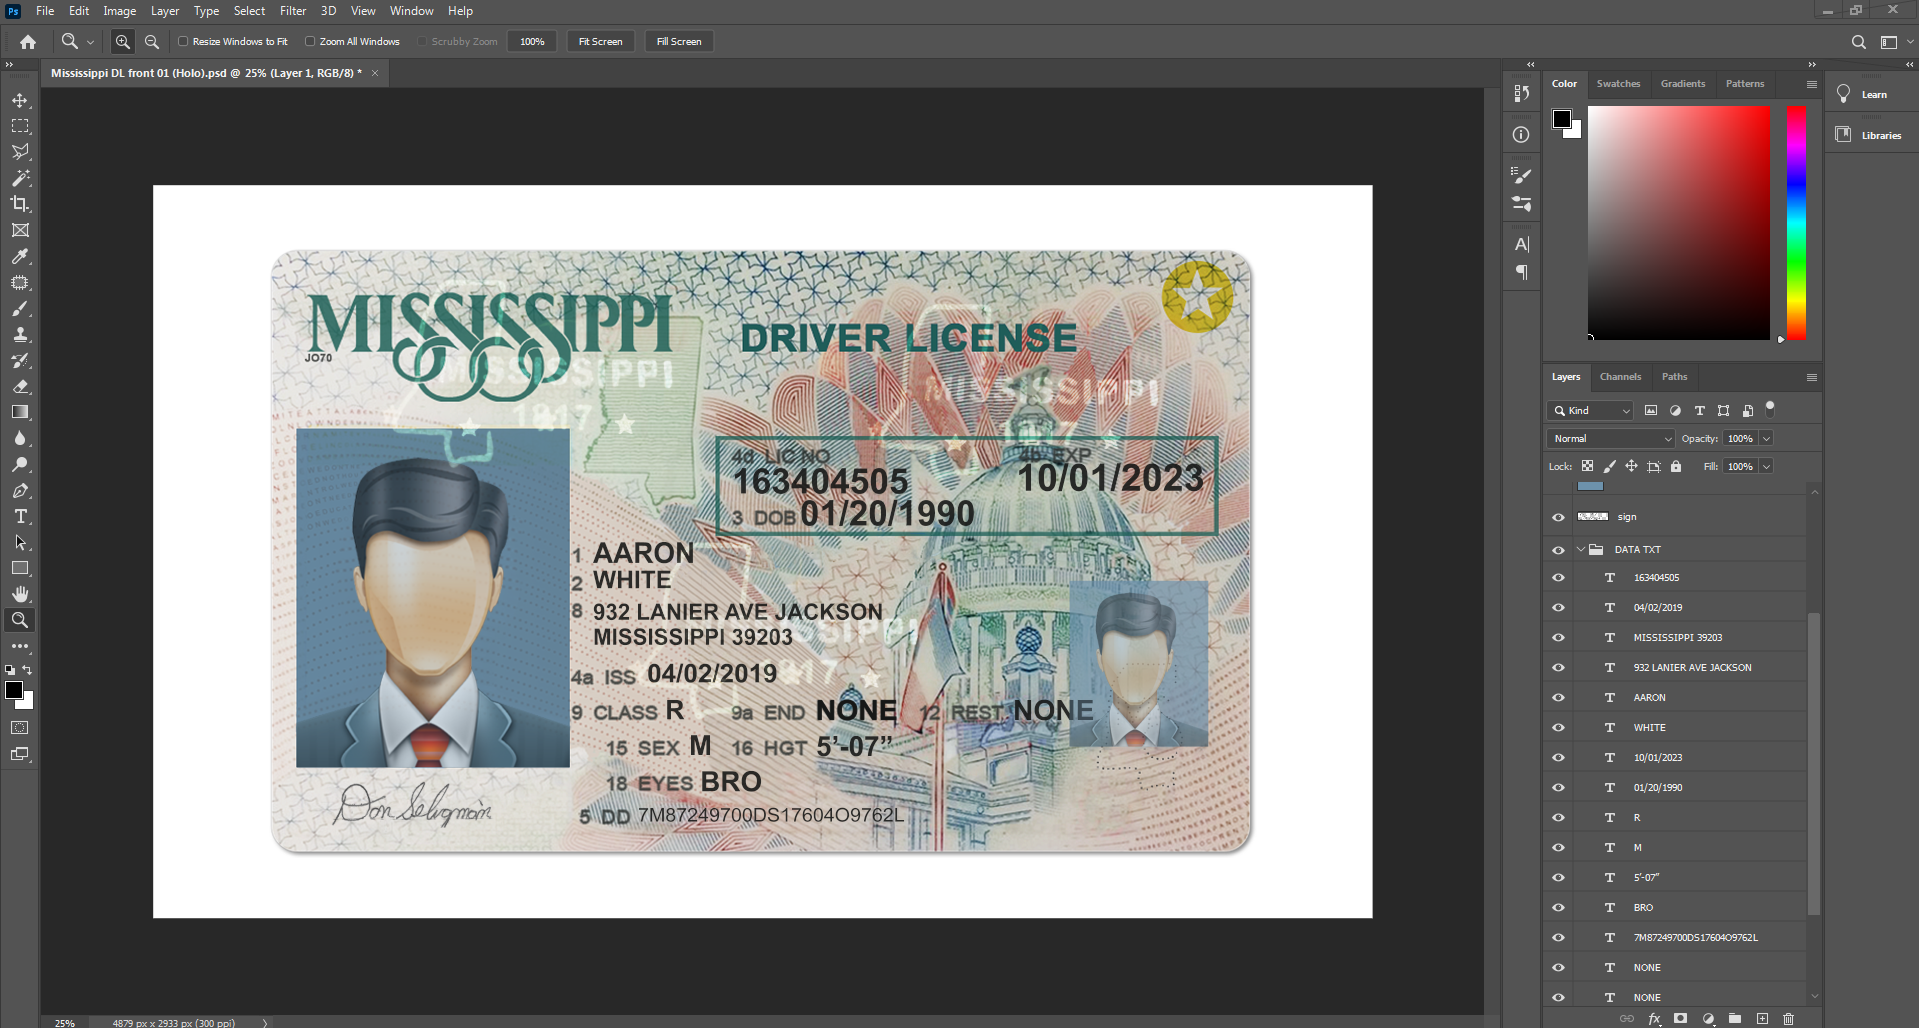 Ps File Edit Image Layer Type Select Filter 3D View Window Help
Resize Windows to Fit Zoom All Windows Scrubby Zoom 100% Fit Screen Fill Screen
Mississippi DL front 01 (Holo).psd @ 25% (Layer 1, RGB/8) * ×
MISSISSIPPI
JO70
DRIVER LICENSE
MISSISSIPPI
1817
MISSISSIPPI
4d LIC.NO
163404505
4b EXP
10/01/2023
3 DOB 01/20/1990
1 AARON
2 WHITE
8 932 LANIER AVE JACKSON
MISSISSIPPI 39203
4a ISS 04/02/2019
9 CLASS R 9a END NONE 12 REST NONE
15 SEX M 16 HGT 5’-07”
18 EYES BRO
5 DD 7M87249700DS17604O9762L
Don Selignman
25% 4879 px x 2933 px (300 ppi)
Color Swatches Gradients Patterns
Learn
Libraries
Layers Channels Paths
Kind
Normal Opacity: 100%
Lock: Fill: 100%
sign
DATA TXT
163404505
04/02/2019
MISSISSIPPI 39203
932 LANIER AVE JACKSON
AARON
WHITE
10/01/2023
01/20/1990
R
M
5'-07"
BRO
7M87249700DS17604O9762L
NONE
NONE